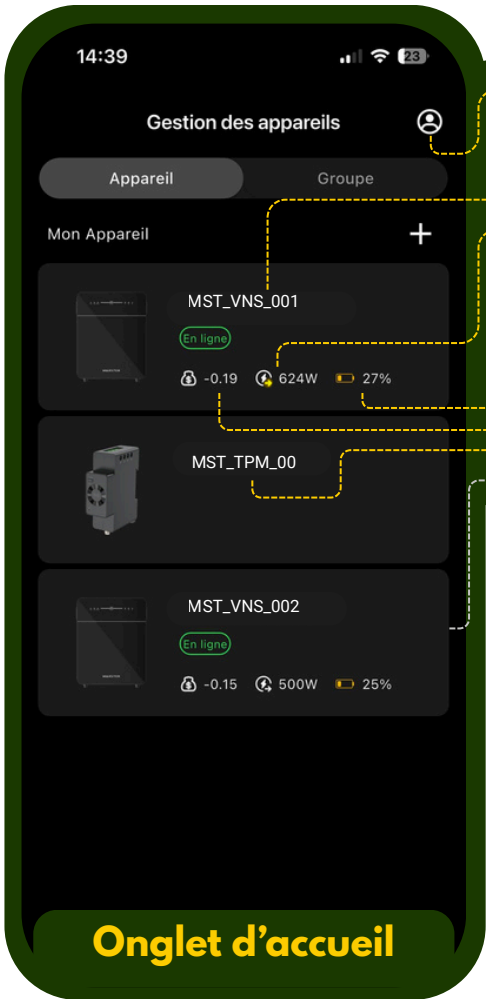 14:39
23
Gestion des appareils
Appareil
Groupe
Mon Appareil
MST_VNS_001
En ligne
-0.19
624W
27%
MST_TPM_00
MST_VNS_002
En ligne
-0.15
500W
25%
Onglet d’accueil